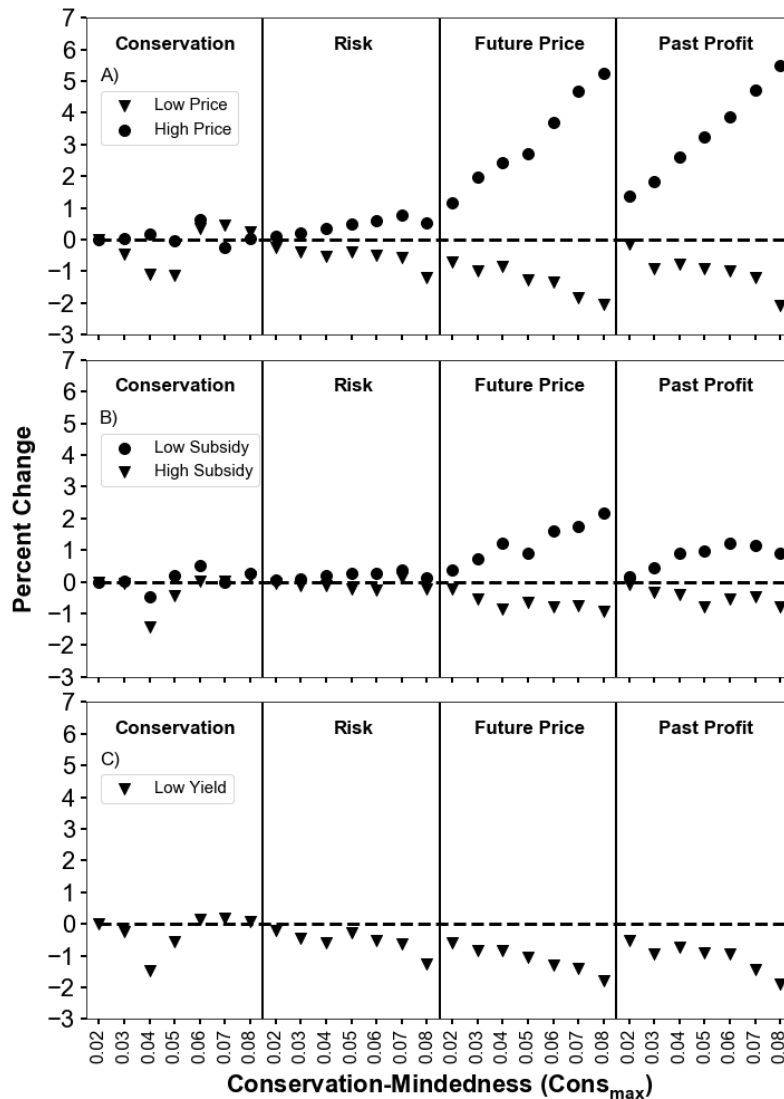 7
6
5
4
3
2
1
0
−1
−2
−3
Conservation Risk Future Price Past Profit
A)
Low Price
High Price
7
6
5
4
3
2
1
0
−1
−2
−3
Conservation Risk Future Price Past Profit
B)
Low Subsidy
High Subsidy
Percent Change
7
6
5
4
3
2
1
0
−1
−2
−3
Conservation Risk Future Price Past Profit
C)
Low Yield
0.02 0.03 0.04 0.05 0.06 0.07 0.08 0.02 0.03 0.04 0.05 0.06 0.07 0.08 0.02 0.03 0.04 0.05 0.06 0.07 0.08 0.02 0.03 0.04 0.05 0.06 0.07 0.08
Conservation-Mindedness (Cons_max)